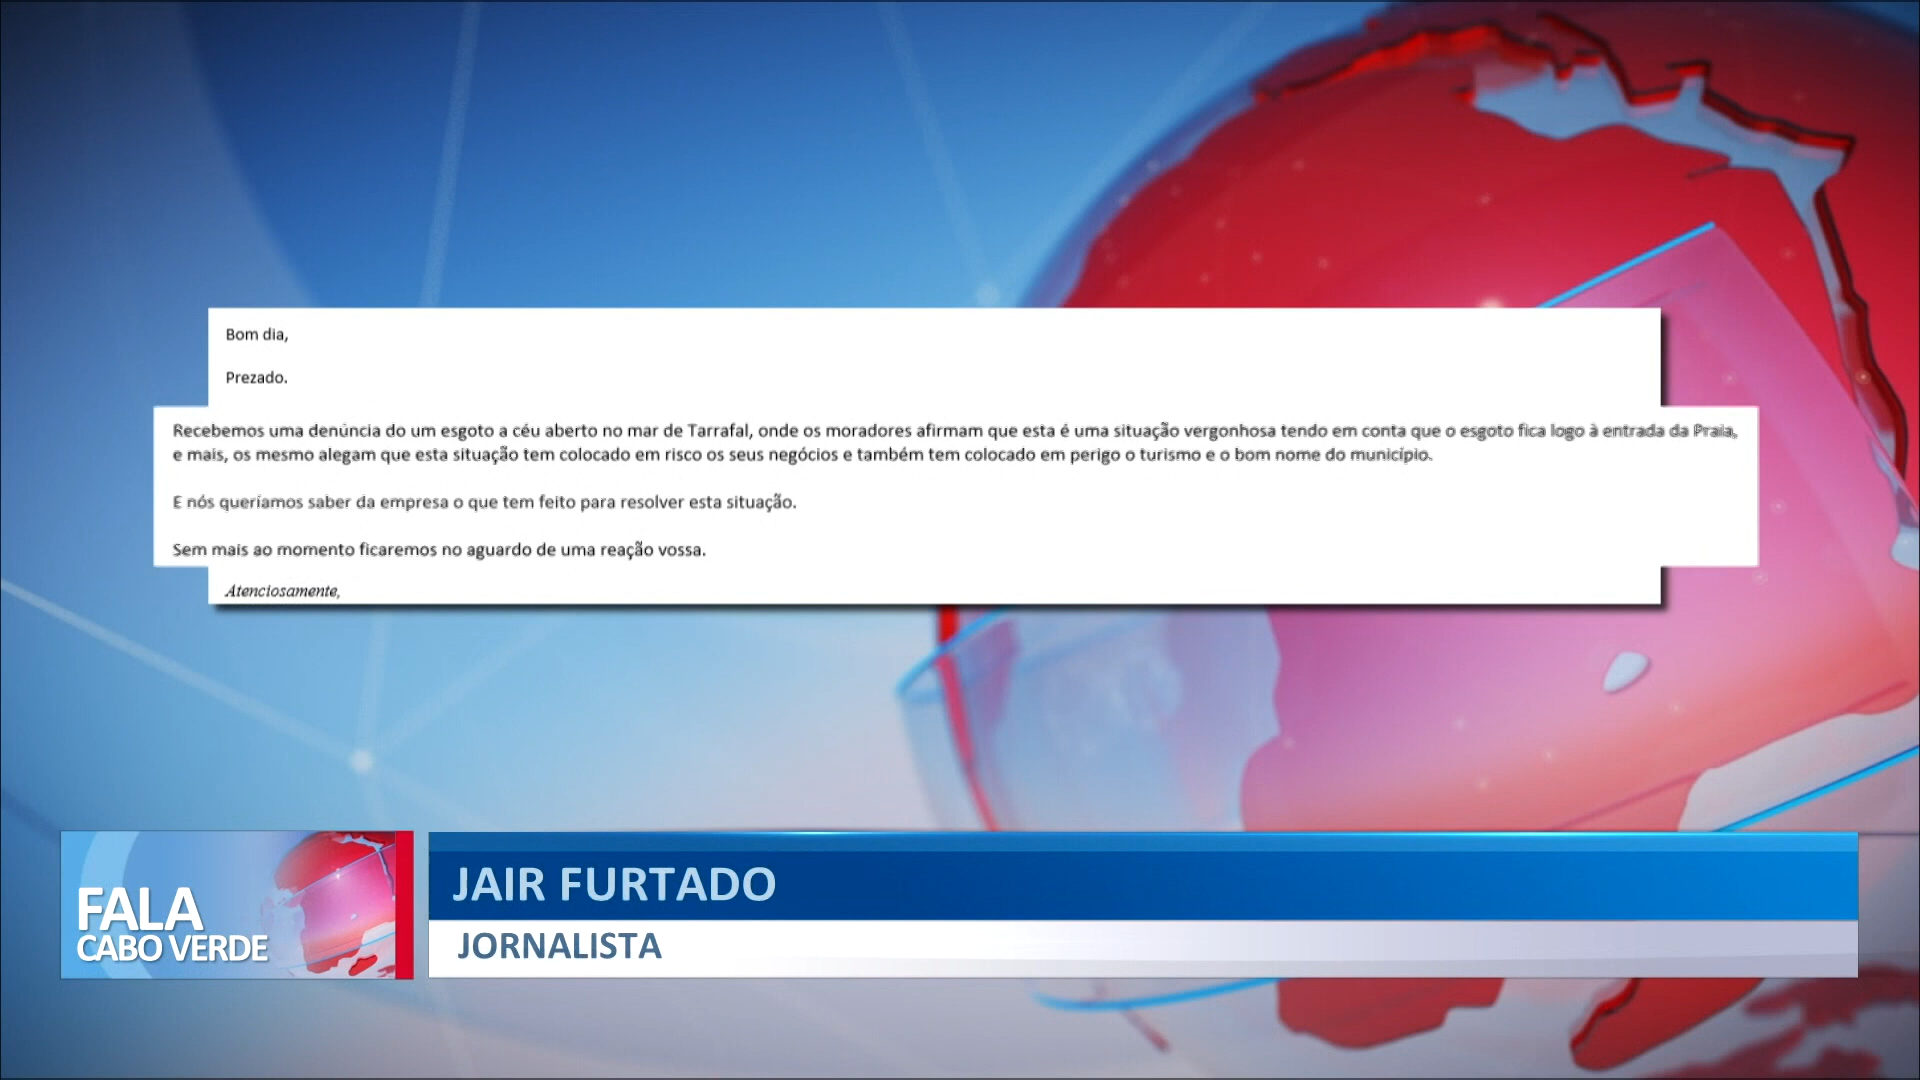 Bom dia,
Prezado.
Recebemos uma denúncia do um esgoto a céu aberto no mar de Tarrafal, onde os moradores afirmam que esta é uma situação vergonhosa tendo em conta que o esgoto fica logo à entrada da Praia,
e mais, os mesmo alegam que esta situação tem colocado em risco os seus negócios e também tem colocado em perigo o turismo e o bom nome do município.
E nós queríamos saber da empresa o que tem feito para resolver esta situação.
Sem mais ao momento ficaremos no aguardo de uma reação vossa.
Atenciosamente,
FALA
CABO VERDE
JAIR FURTADO
JORNALISTA